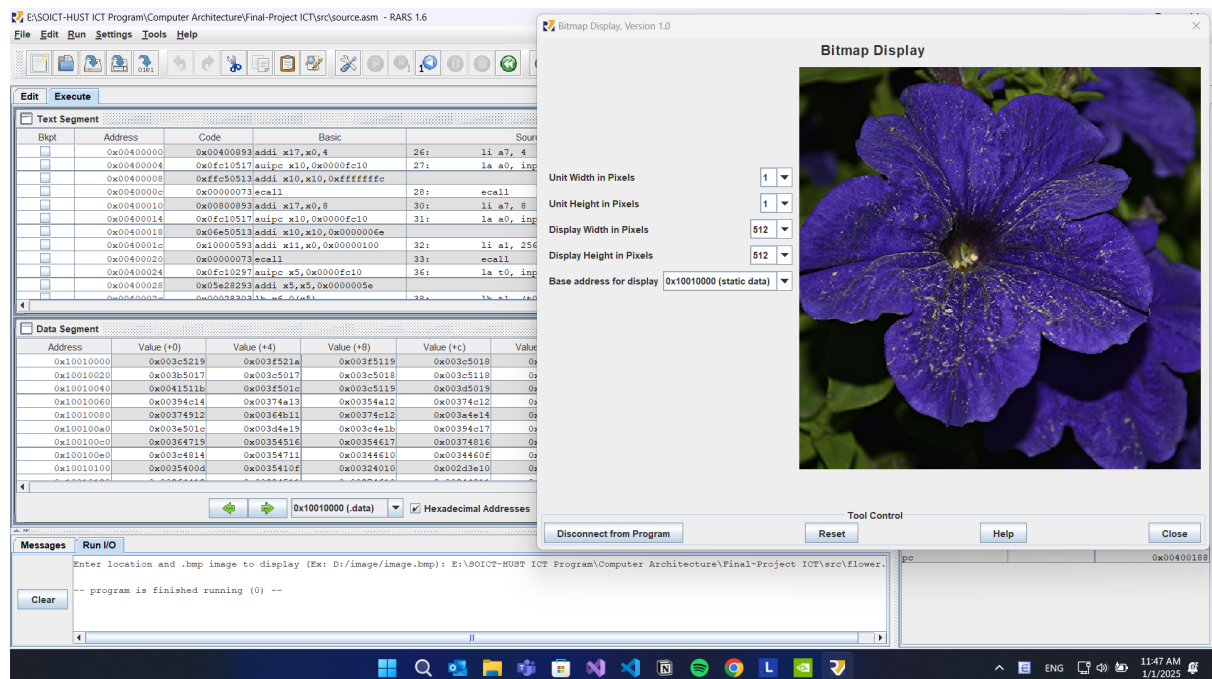 E:\SOICT-HUST ICT Program\Computer Architecture\Final-Project ICT\src\source.asm - RARS 1.6
File Edit Run Settings Tools Help
Edit Execute
Text Segment
Bkpt Address Code Basic
0x00400000 0x00400893 addi x17,x0,4 26: li a7, 4
0x00400004 0x0fc10517 auipc x10,0x0000fc10 27: la a0, inp
0x00400008 0xffc50513 addi x10,x10,0xfffffffc
0x0040000c 0x00000073 ecall 28: ecall
0x00400010 0x00800893 addi x17,x0,8 30: li a7, 8
0x00400014 0x0fc10517 auipc x10,0x0000fc10 31: la a0, inp
0x00400018 0x06e50513 addi x10,x10,0x0000006e
0x0040001c 0x10000593 addi x11,x0,0x00000100 32: li a1, 256
0x00400020 0x00000073 ecall 33: ecall
0x00400024 0x0fc10297 auipc x5,0x0000fc10 36: la t0, inp
0x00400028 0x05e28293 addi x5,x5,0x0000005e
Data Segment
Address Value (+0) Value (+4) Value (+8) Value (+c) Value
0x10010000 0x003c5219 0x003f521a 0x003f5119 0x003c5018
0x10010020 0x003b5017 0x003c5017 0x003c5018 0x003c5118
0x10010040 0x0041511b 0x003f501c 0x003c5119 0x003d5019
0x10010060 0x00394c14 0x00374a13 0x00354a12 0x00374c12
0x10010080 0x00374912 0x00364b11 0x00374c12 0x003a4e14
0x100100a0 0x003e501c 0x003d4e19 0x003c4e1b 0x00394c17
0x100100c0 0x00364719 0x00354516 0x00354617 0x00374816
0x100100e0 0x003c4814 0x00354711 0x00344610 0x0034460f
0x10010100 0x0035400d 0x0035410f 0x00324010 0x002d3e10
0x10010000 (.data) Hexadecimal Addresses
Messages Run I/O
Enter location and .bmp image to display (Ex: D:/image/image.bmp): E:\SOICT-HUST ICT Program\Computer Architecture\Final-Project ICT\src\flower.
-- program is finished running (0) --
Clear
pc 0x00400188
Bitmap Display, Version 1.0
Bitmap Display
Unit Width in Pixels 1
Unit Height in Pixels 1
Display Width in Pixels 512
Display Height in Pixels 512
Base address for display 0x10010000 (static data)
Tool Control
Disconnect from Program Reset Help Close
ENG
11:47 AM
1/1/2025